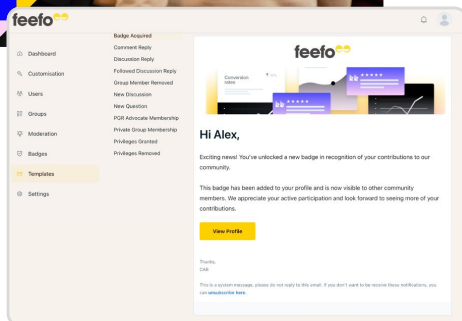 feefo
Dashboard
Customisation
Users
Groups
Moderation
Badges
Templates
Settings
Badge Acquired
Comment Reply
Discussion Reply
Followed Discussion Reply
Group Member Removed
New Discussion
New Question
PGR Advocate Membership
Private Group Membership
Privileges Granted
Privileges Removed
feefo
Conversion
rates
Hi Alex,
Exciting news! You've unlocked a new badge in recognition of your contributions to our
community.
This badge has been added to your profile and is now visible to other community
members. We appreciate your active participation and look forward to seeing more of your
contributions.
View Profile
Thanks,
CAB
This is a system message, please do not reply to this email. If you don't want to be receive these notifications, you
can unsubscribe here.